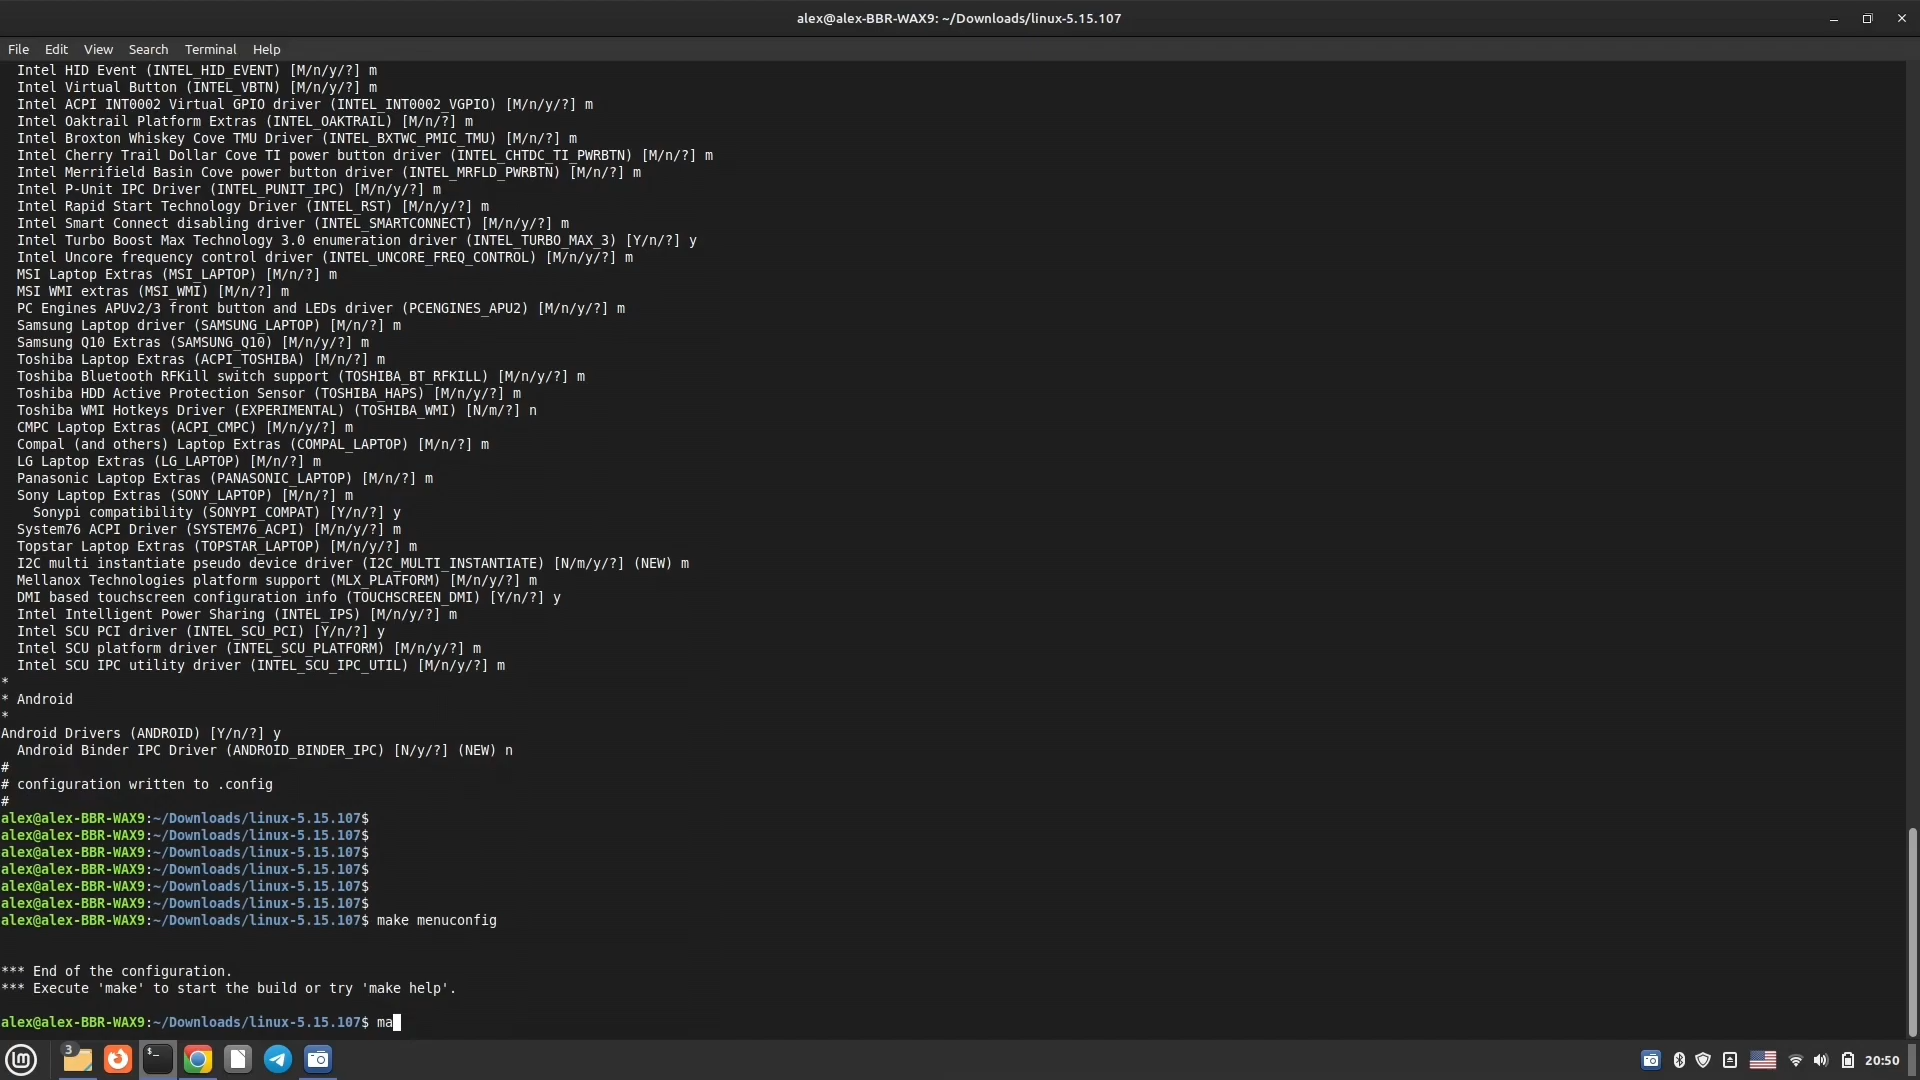 alex@alex-BBR-WAX9: ~/Downloads/linux-5.15.107
File Edit View Search Terminal Help
Intel HID Event (INTEL_HID_EVENT) [M/n/y/?] m
Intel Virtual Button (INTEL_VBTN) [M/n/y/?] m
Intel ACPI INT0002 Virtual GPIO driver (INTEL_INT0002_VGPIO) [M/n/y/?] m
Intel Oaktrail Platform Extras (INTEL_OAKTRAIL) [M/n/?] m
Intel Broxton Whiskey Cove TMU Driver (INTEL_BXTWC_PMIC_TMU) [M/n/?] m
Intel Cherry Trail Dollar Cove TI power button driver (INTEL_CHTDC_TI_PWRBTN) [M/n/?] m
Intel Merrifield Basin Cove power button driver (INTEL_MRFLD_PWRBTN) [M/n/?] m
Intel P-Unit IPC Driver (INTEL_PUNIT_IPC) [M/n/y/?] m
Intel Rapid Start Technology Driver (INTEL_RST) [M/n/y/?] m
Intel Smart Connect disabling driver (INTEL_SMARTCONNECT) [M/n/y/?] m
Intel Turbo Boost Max Technology 3.0 enumeration driver (INTEL_TURBO_MAX_3) [Y/n/?] y
Intel Uncore frequency control driver (INTEL_UNCORE_FREQ_CONTROL) [M/n/y/?] m
MSI Laptop Extras (MSI_LAPTOP) [M/n/?] m
MSI WMI extras (MSI_WMI) [M/n/?] m
PC Engines APUv2/3 front button and LEDs driver (PCENGINES_APU2) [M/n/y/?] m
Samsung Laptop driver (SAMSUNG_LAPTOP) [M/n/?] m
Samsung Q10 Extras (SAMSUNG_Q10) [M/n/y/?] m
Toshiba Laptop Extras (ACPI_TOSHIBA) [M/n/?] m
Toshiba Bluetooth RFKill switch support (TOSHIBA_BT_RFKILL) [M/n/y/?] m
Toshiba HDD Active Protection Sensor (TOSHIBA_HAPS) [M/n/y/?] m
Toshiba WMI Hotkeys Driver (EXPERIMENTAL) (TOSHIBA_WMI) [N/m/?] n
CMPC Laptop Extras (ACPI_CMPC) [M/n/y/?] m
Compal (and others) Laptop Extras (COMPAL_LAPTOP) [M/n/?] m
LG Laptop Extras (LG_LAPTOP) [M/n/?] m
Panasonic Laptop Extras (PANASONIC_LAPTOP) [M/n/?] m
Sony Laptop Extras (SONY_LAPTOP) [M/n/?] m
Sonypi compatibility (SONYPI_COMPAT) [Y/n/?] y
System76 ACPI Driver (SYSTEM76_ACPI) [M/n/y/?] m
Topstar Laptop Extras (TOPSTAR_LAPTOP) [M/n/y/?] m
I2C multi instantiate pseudo device driver (I2C_MULTI_INSTANTIATE) [N/m/y/?] (NEW) m
Mellanox Technologies platform support (MLX_PLATFORM) [M/n/y/?] m
DMI based touchscreen configuration info (TOUCHSCREEN_DMI) [Y/n/?] y
Intel Intelligent Power Sharing (INTEL_IPS) [M/n/y/?] m
Intel SCU PCI driver (INTEL_SCU_PCI) [Y/n/?] y
Intel SCU platform driver (INTEL_SCU_PLATFORM) [M/n/y/?] m
Intel SCU IPC utility driver (INTEL_SCU_IPC_UTIL) [M/n/y/?] m
*
* Android
*
Android Drivers (ANDROID) [Y/n/?] y
Android Binder IPC Driver (ANDROID_BINDER_IPC) [N/y/?] (NEW) n
#
# configuration written to .config
#
alex@alex-BBR-WAX9:~/Downloads/linux-5.15.107$
alex@alex-BBR-WAX9:~/Downloads/linux-5.15.107$
alex@alex-BBR-WAX9:~/Downloads/linux-5.15.107$
alex@alex-BBR-WAX9:~/Downloads/linux-5.15.107$
alex@alex-BBR-WAX9:~/Downloads/linux-5.15.107$
alex@alex-BBR-WAX9:~/Downloads/linux-5.15.107$
alex@alex-BBR-WAX9:~/Downloads/linux-5.15.107$ make menuconfig
*** End of the configuration.
*** Execute 'make' to start the build or try 'make help'.
alex@alex-BBR-WAX9:~/Downloads/linux-5.15.107$ ma
3
20:50